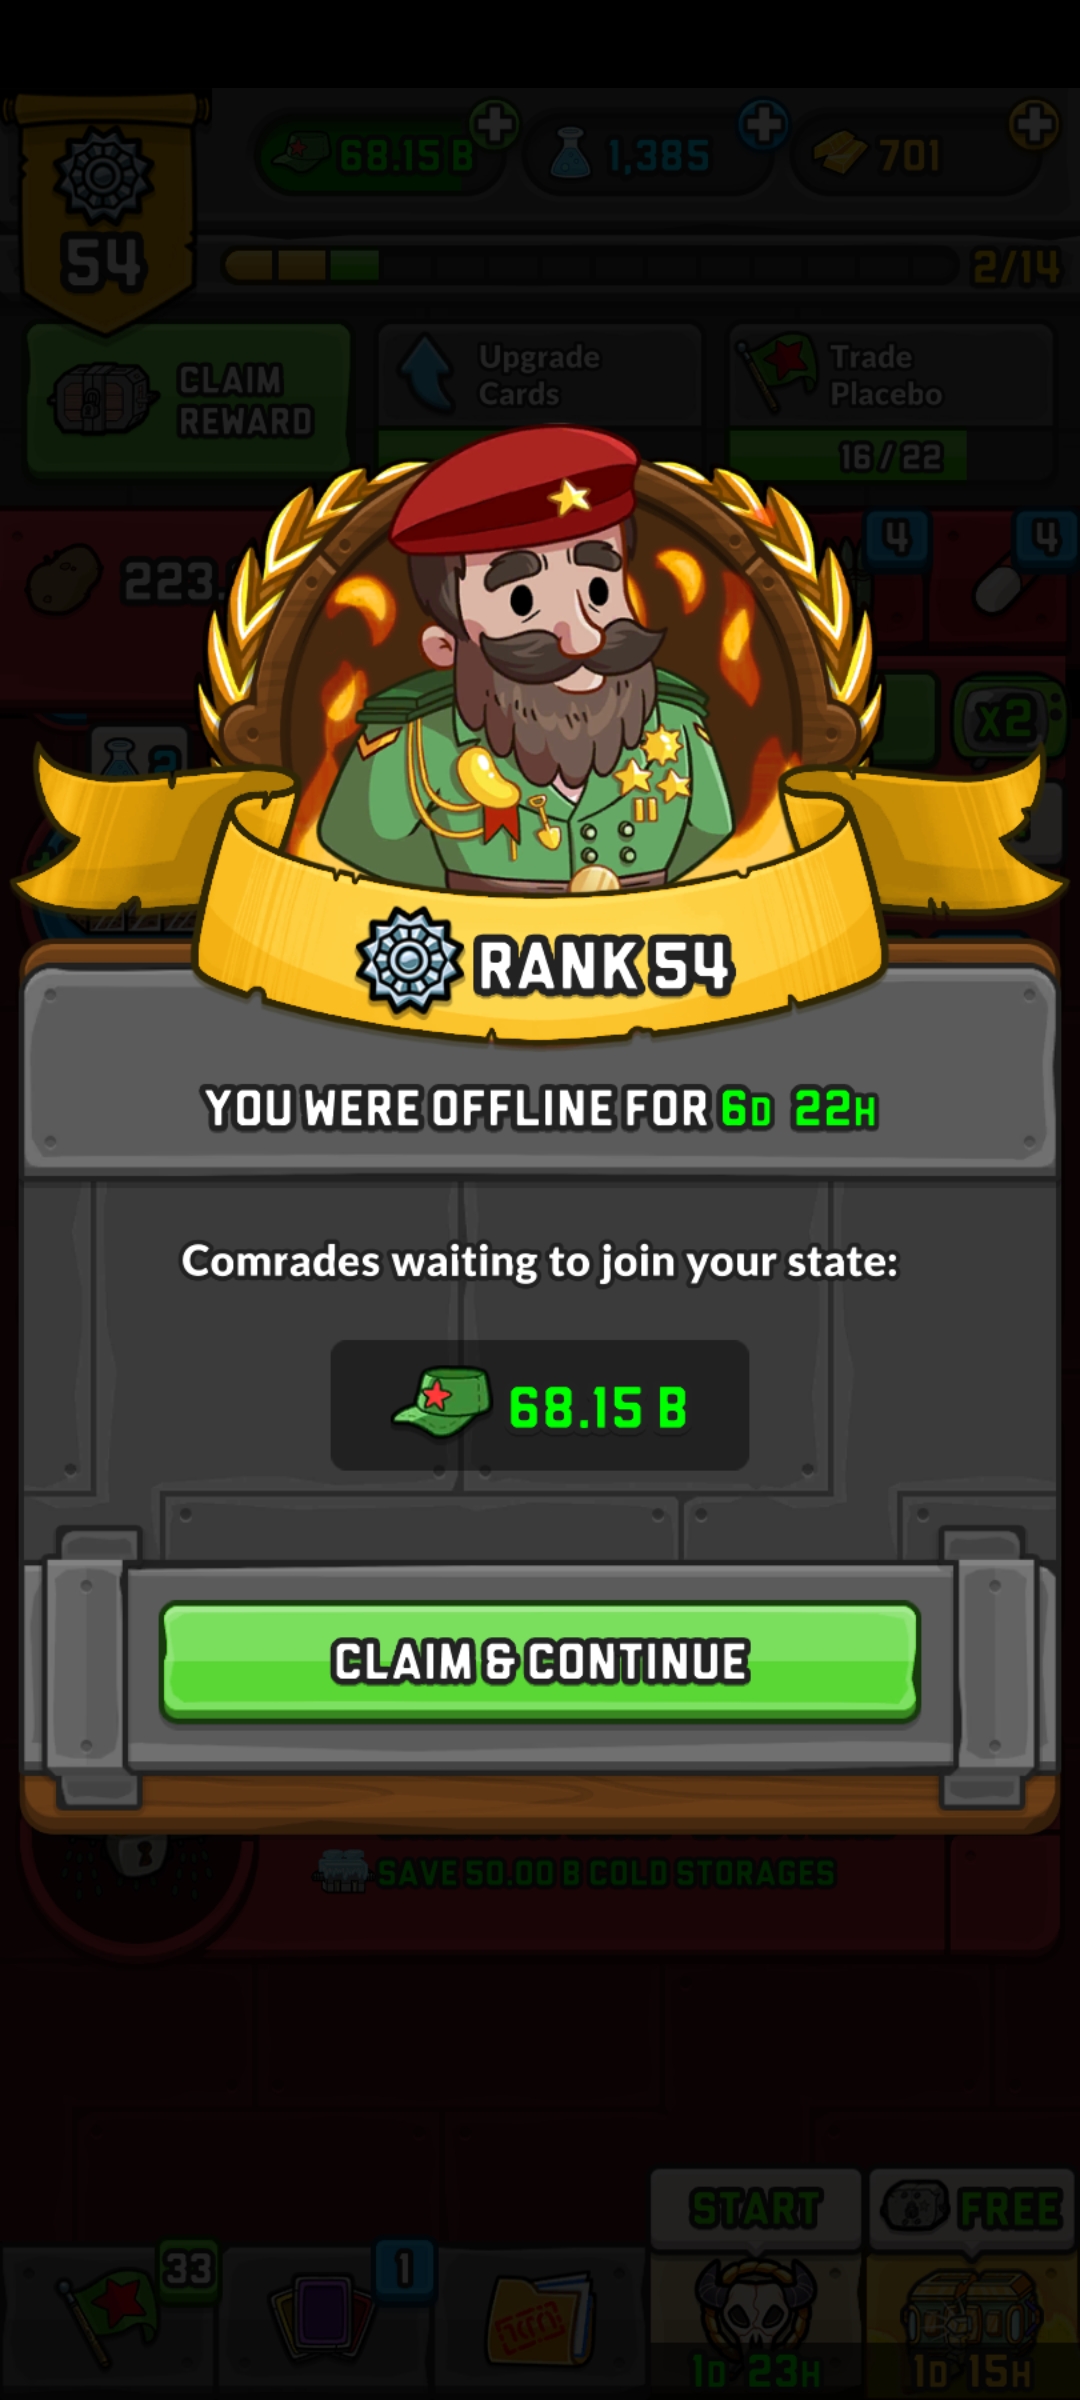 68.15 B
1,385
701
54
2/14
CLAIM
REWARD
Upgrade
Cards
Trade
Placebo
16 / 22
223.
4
4
x2
2
RANK 54
YOU WERE OFFLINE FOR 6D 22H
Comrades waiting to join your state:
68.15 B
CLAIM & CONTINUE
SAVE 50.00 B COLD STORAGES
START
FREE
33
1
1D 23H
1D 15H